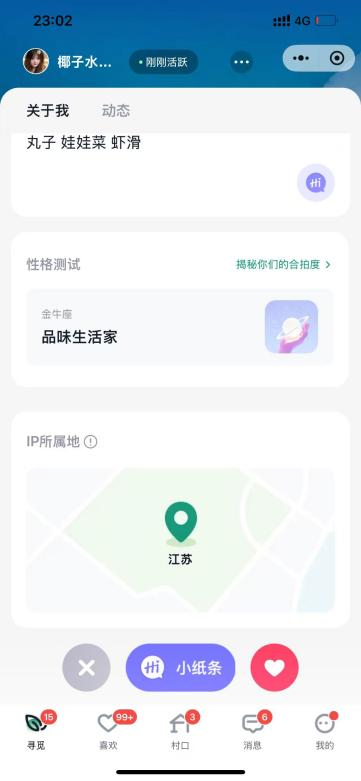 23:02
4G
椰子水...
刚刚活跃
关于我 动态
丸子 娃娃菜 虾滑
Hi
性格测试
揭秘你们的合拍度 >
金牛座
品味生活家
IP所属地
江苏
Hi 小纸条
15
99+
3
6
寻觅 喜欢 村口 消息 我的